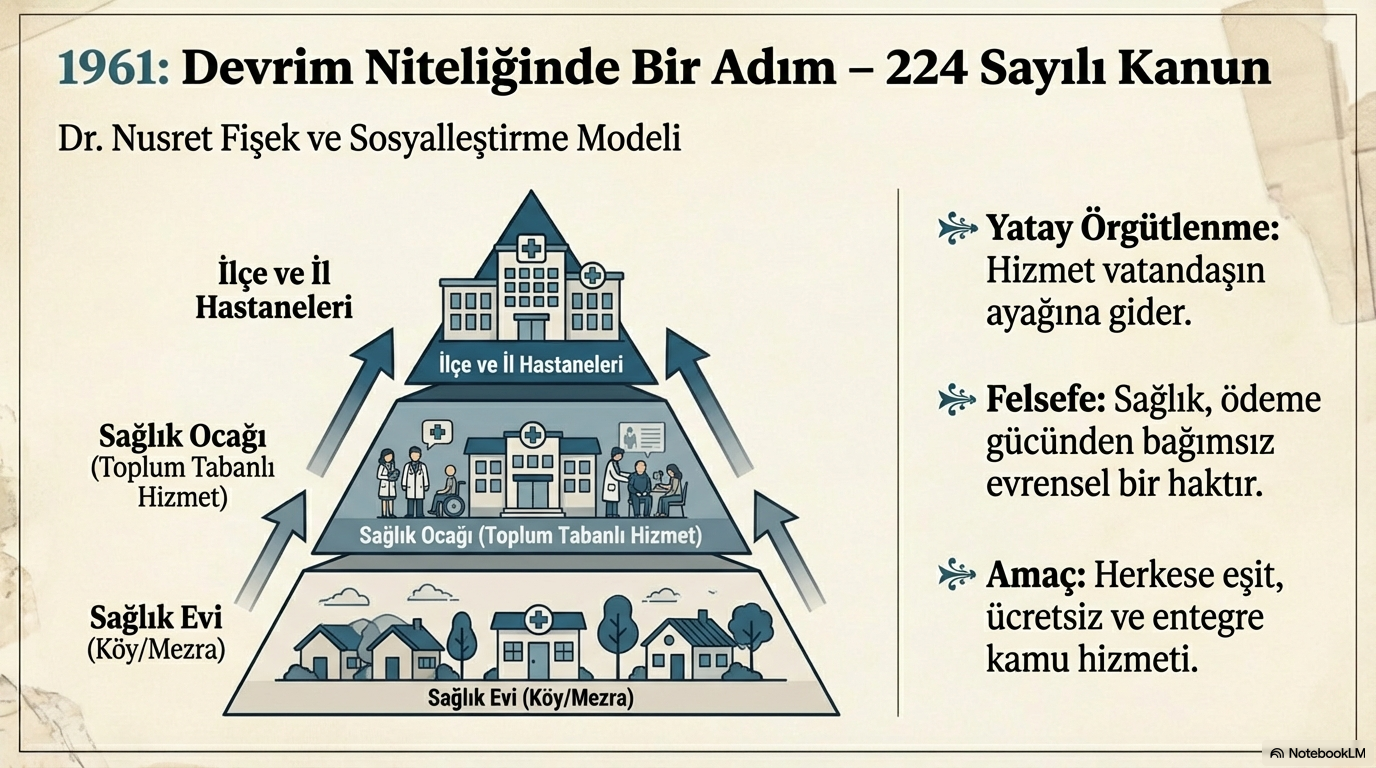 1961: Devrim Niteliğinde Bir Adım – 224 Sayılı Kanun
Dr. Nusret Fişek ve Sosyalleştirme Modeli
İlçe ve İl
Hastaneleri
İlçe ve İl Hastaneleri
Sağlık Ocağı
(Toplum Tabanlı
Hizmet)
Sağlık Ocağı (Toplum Tabanlı Hizmet)
Sağlık Evi
(Köy/Mezra)
Sağlık Evi (Köy/Mezra)
Yatay Örgütlenme:
Hizmet vatandaşın
ayağına gider.
Felsefe: Sağlık, ödeme
gücünden bağımsız
evrensel bir haktır.
Amaç: Herkese eşit,
ücretsiz ve entegre
kamu hizmeti.
NotebookLM